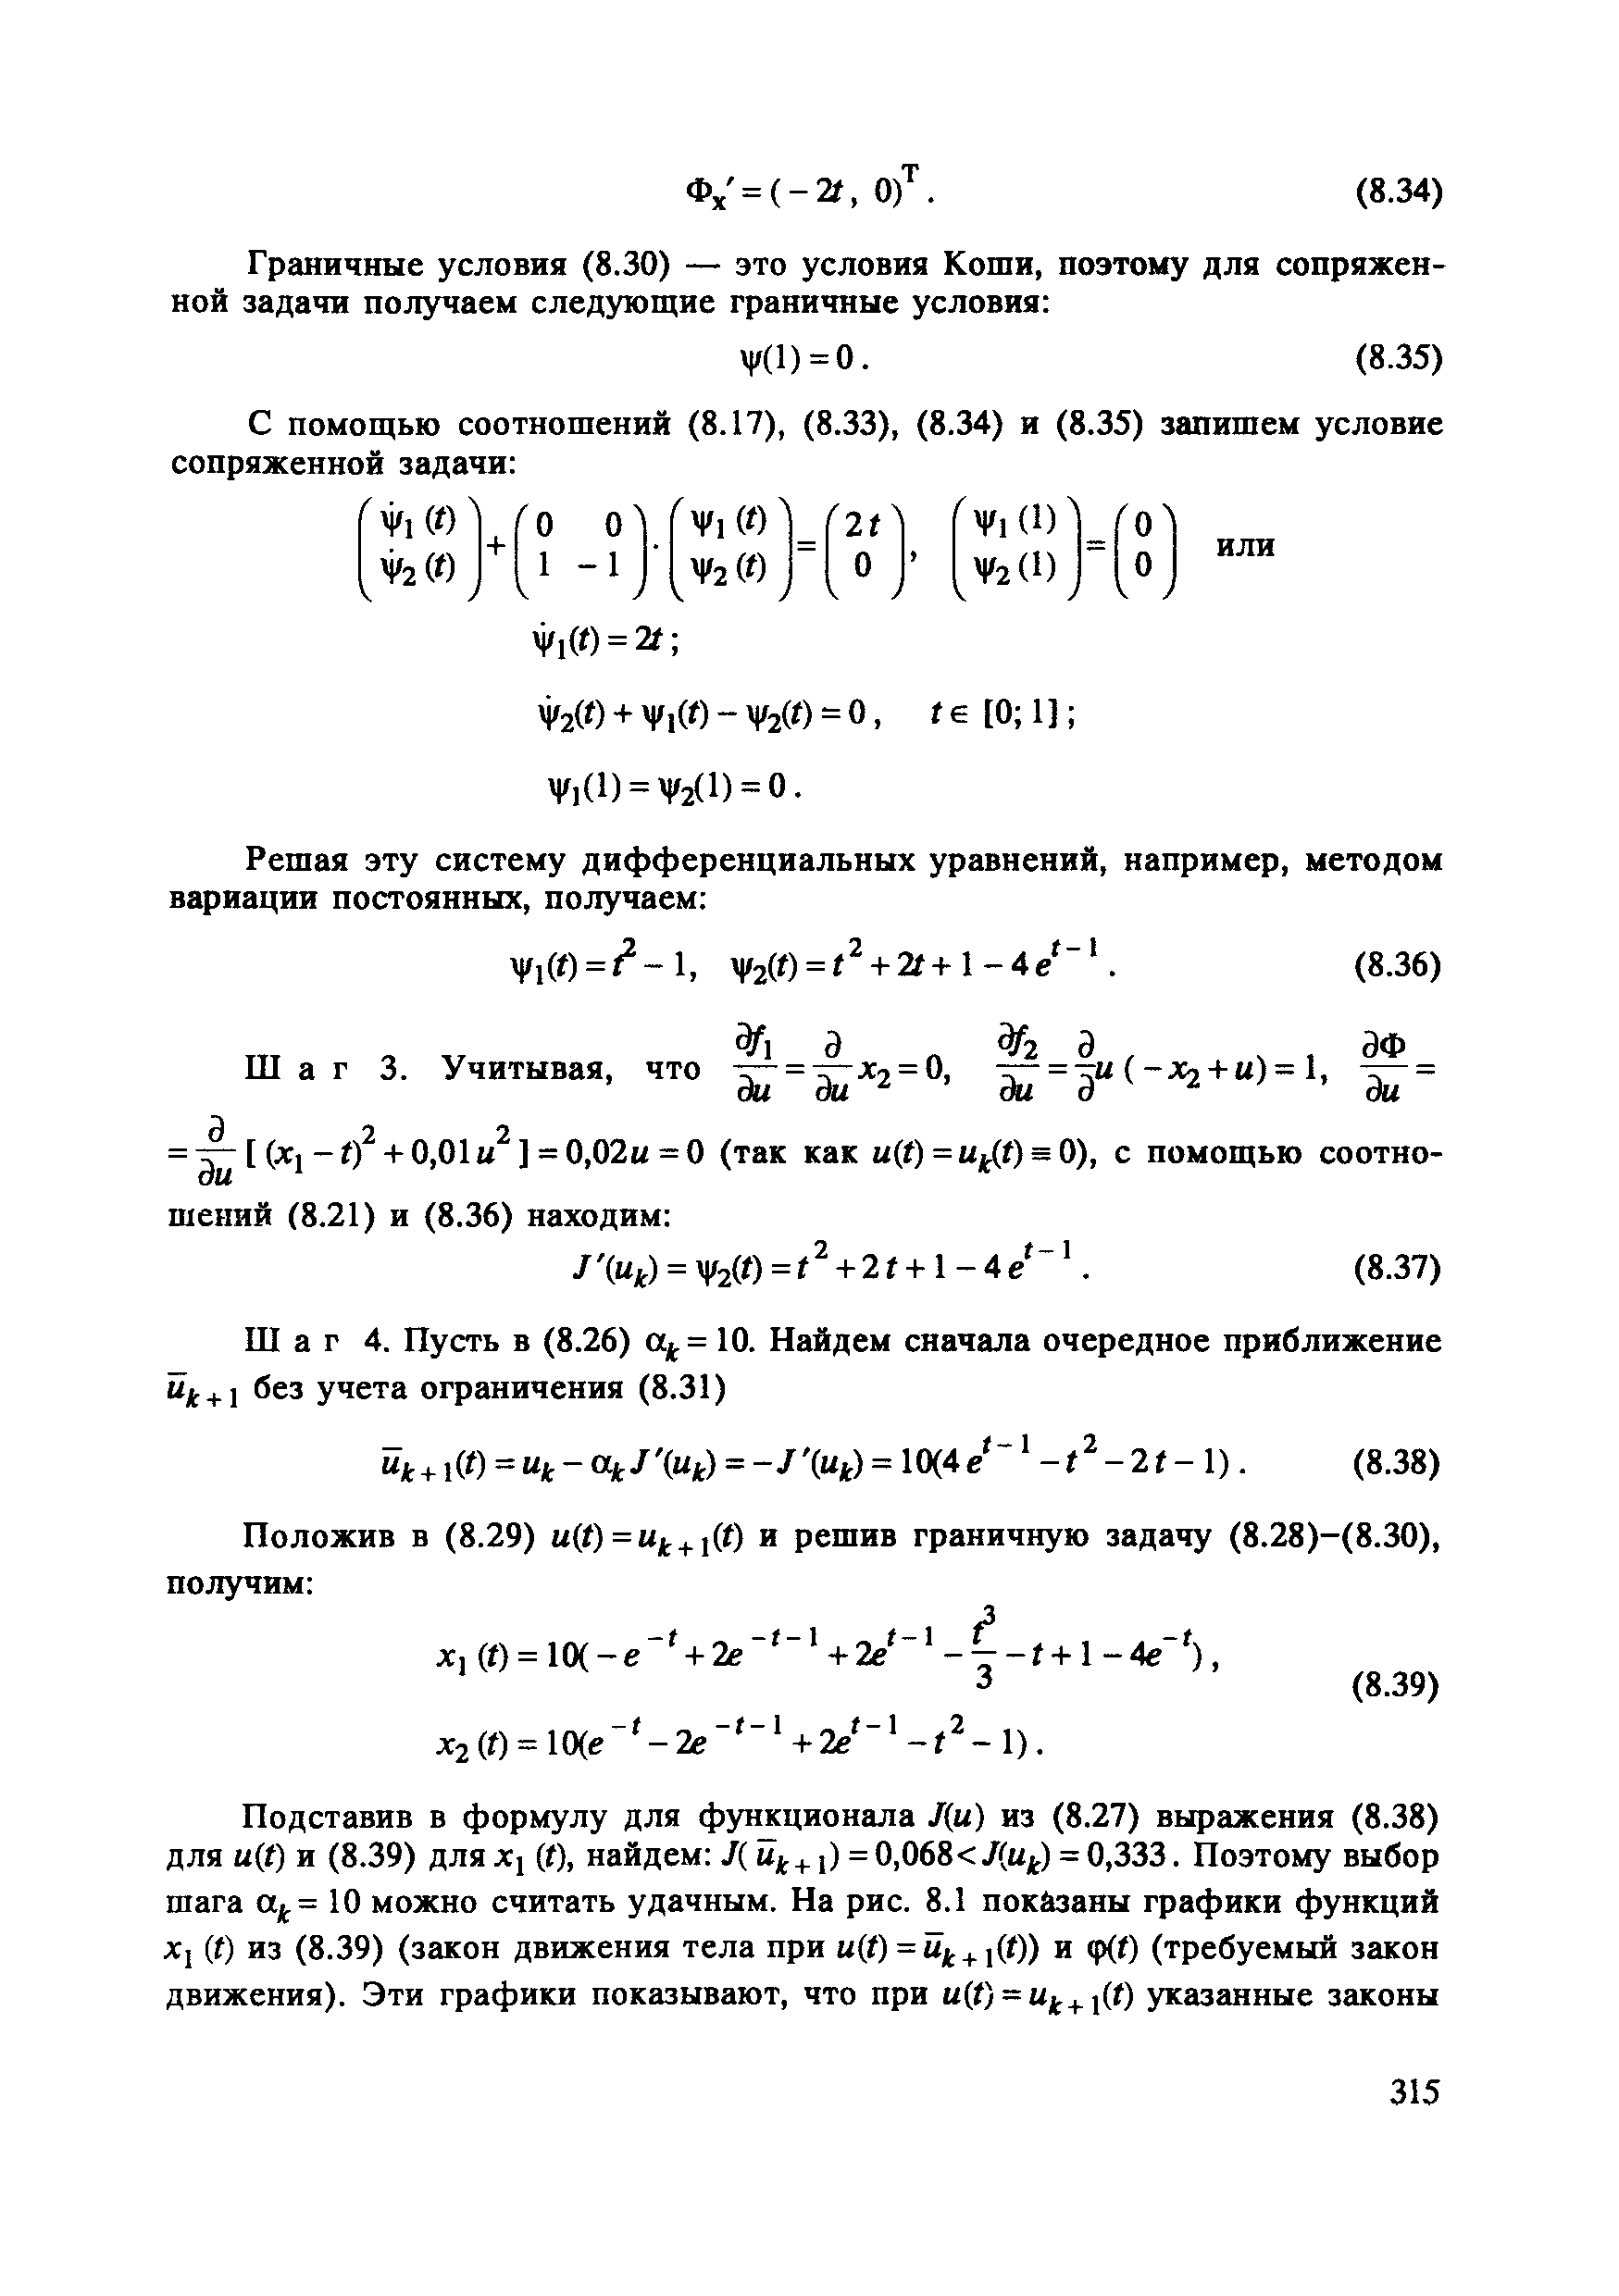 Φₓ′ = (−2t, 0)ᵀ. (8.34)
Граничные условия (8.30) — это условия Коши, поэтому для сопряжен-
ной задачи получаем следующие граничные условия:
ψ(1) = 0. (8.35)
С помощью соотношений (8.17), (8.33), (8.34) и (8.35) запишем условие
сопряженной задачи:
(ψ̇₁(t) ψ̇₂(t)) + (0 0 1 −1) · (ψ₁(t) ψ₂(t)) = (2t 0), (ψ₁(1) ψ₂(1)) = (0 0) или
ψ̇₁(t) = 2t;
ψ̇₂(t) + ψ₁(t) − ψ₂(t) = 0, t ∈ [0; 1];
ψ₁(1) = ψ₂(1) = 0.
Решая эту систему дифференциальных уравнений, например, методом
вариации постоянных, получаем:
ψ₁(t) = t² − 1, ψ₂(t) = t² + 2t + 1 − 4e^{t−1}. (8.36)
Шаг 3. Учитывая, что ∂f₁/∂u = ∂/∂u x₂ = 0, ∂f₂/∂u = ∂/∂ u (−x₂ + u) = 1, ∂Φ/∂u =
= ∂/∂u [(x₁ − t)² + 0,01u²] = 0,02u = 0 (так как u(t) = uₖ(t) ≡ 0), с помощью соотно-
шений (8.21) и (8.36) находим:
J′(uₖ) = ψ₂(t) = t² + 2t + 1 − 4e^{t−1}. (8.37)
Шаг 4. Пусть в (8.26) αₖ = 10. Найдем сначала очередное приближение
ūₖ₊₁ без учета ограничения (8.31)
ūₖ₊₁(t) = uₖ − αₖJ′(uₖ) = −J′(uₖ) = 10(4e^{t−1} − t² − 2t − 1). (8.38)
Положив в (8.29) u(t) = uₖ₊₁(t) и решив граничную задачу (8.28)–(8.30),
получим:
x₁(t) = 10(−e^{−t} + 2e^{−t−1} + 2e^{t−1} − t³/3 − t + 1 − 4e^{−t}),
(8.39)
x₂(t) = 10(e^{−t} − 2e^{−t−1} + 2e^{t−1} − t² − 1).
Подставив в формулу для функционала J(u) из (8.27) выражения (8.38)
для u(t) и (8.39) для x₁(t), найдем: J(ūₖ₊₁) = 0,068 < J(uₖ) = 0,333. Поэтому выбор
шага αₖ = 10 можно считать удачным. На рис. 8.1 показаны графики функций
x₁(t) из (8.39) (закон движения тела при u(t) = ūₖ₊₁(t)) и φ(t) (требуемый закон
движения). Эти графики показывают, что при u(t) = uₖ₊₁(t) указанные законы
315